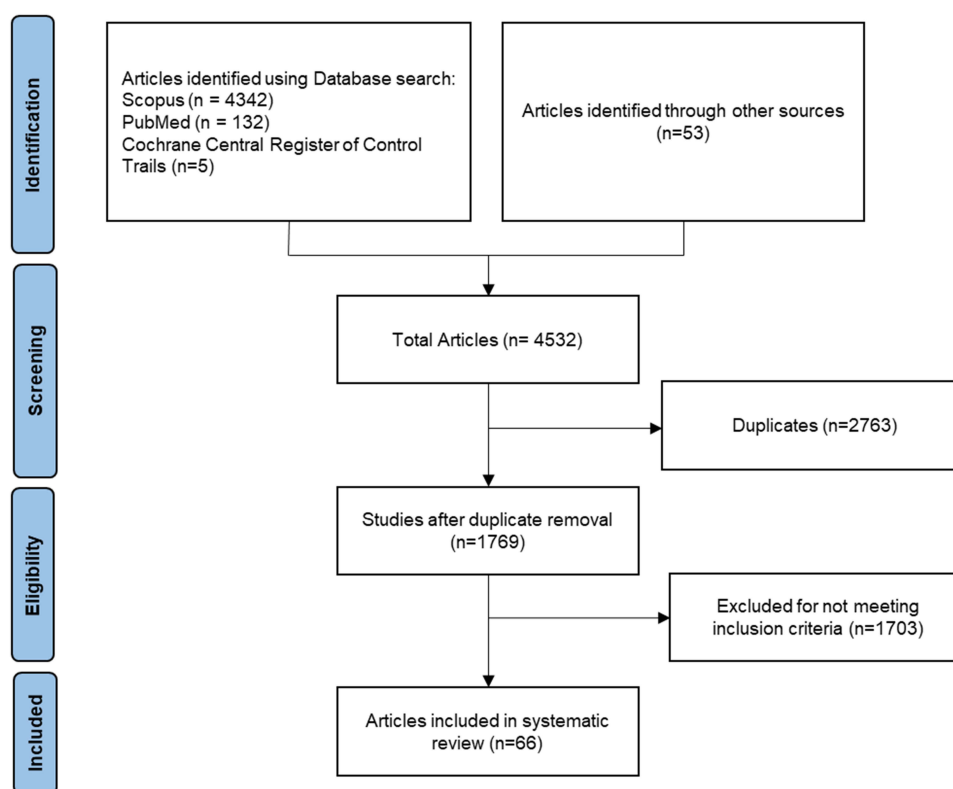 Identification
Articles identified using Database search:
Scopus (n = 4342)
PubMed (n = 132)
Cochrane Central Register of Control
Trails (n=5)
Articles identified through other sources
(n=53)
Screening
Total Articles (n= 4532)
Duplicates (n=2763)
Eligibility
Studies after duplicate removal
(n=1769)
Excluded for not meeting
inclusion criteria (n=1703)
Included
Articles included in systematic
review (n=66)